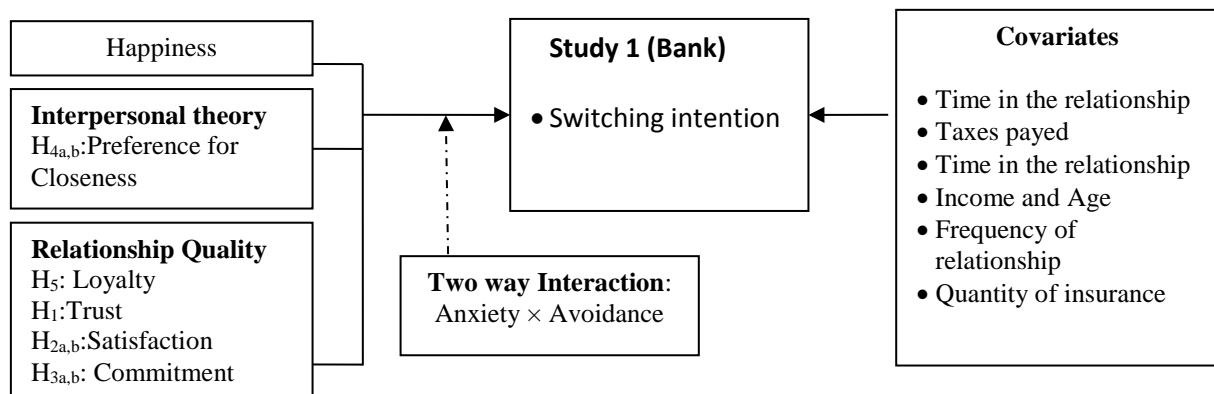 Happiness
Interpersonal theory
H4a,b:Preference for
Closeness
Relationship Quality
H5: Loyalty
H1:Trust
H2a,b:Satisfaction
H3a,b: Commitment
Study 1 (Bank)
• Switching intention
Two way Interaction:
Anxiety × Avoidance
Covariates
• Time in the relationship
• Taxes payed
• Time in the relationship
• Income and Age
• Frequency of
relationship
• Quantity of insurance